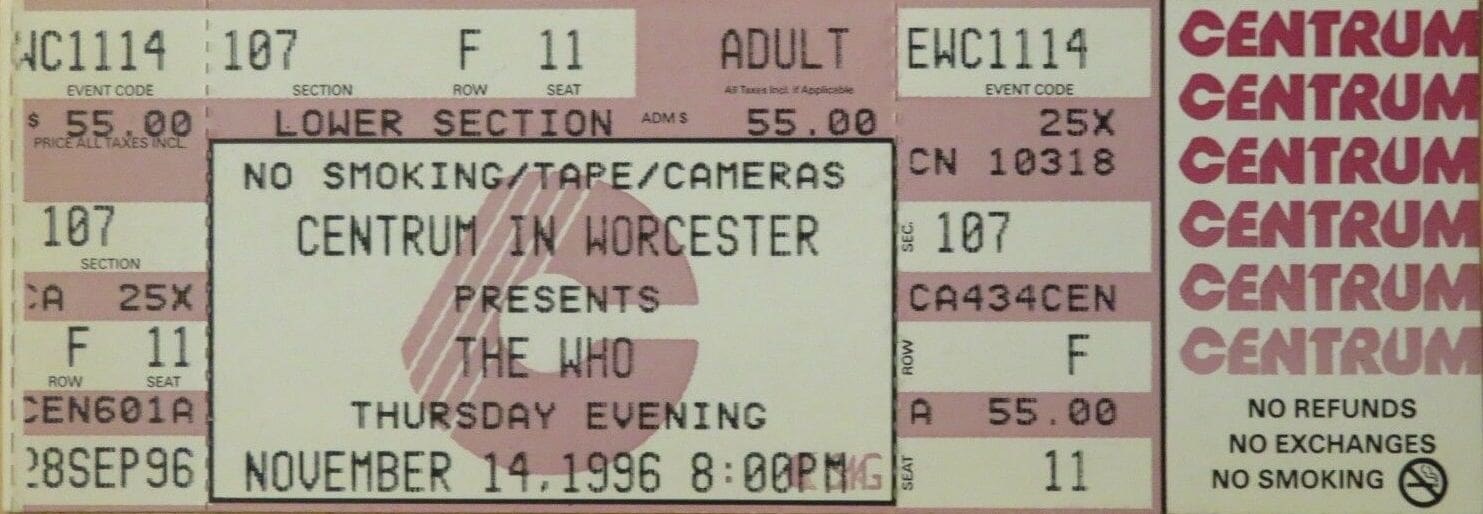 WC1114
EVENT CODE
$ 55.00
PRICE ALL TAXES INCL.
107
SECTION
CA 25X
F 11
ROW SEAT
CEN601A
28SEP96
107 F 11 ADULT
SECTION ROW SEAT All Taxes Incl. If Applicable
LOWER SECTION ADM $ 55.00
NO SMOKING/TAPE/CAMERAS
CENTRUM IN WORCESTER
PRESENTS
THE WHO
THURSDAY EVENING
NOVEMBER 14,1996 8:00PM
EWC1114
EVENT CODE
25X
CN 10318
SEC. 107
CA434CEN
ROW F
A 55.00
SEAT 11
CENTRUM
CENTRUM
CENTRUM
CENTRUM
CENTRUM
CENTRUM
NO REFUNDS
NO EXCHANGES
NO SMOKING